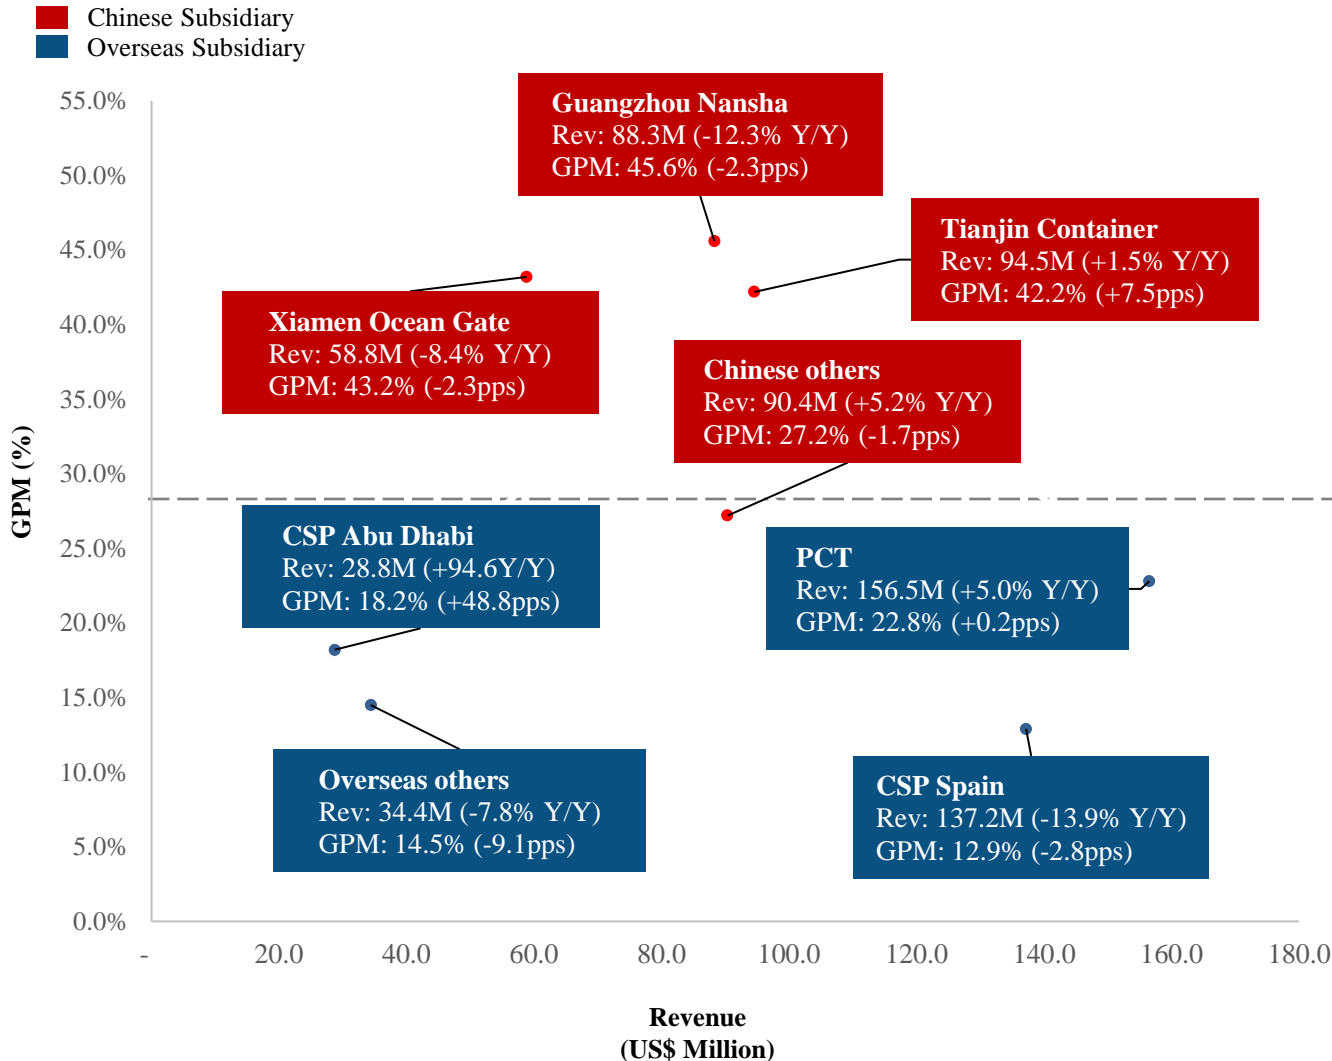 Chinese Subsidiary
Overseas Subsidiary
GPM (%)
55.0%
50.0%
45.0%
40.0%
35.0%
30.0%
25.0%
20.0%
15.0%
10.0%
5.0%
0.0%
Guangzhou Nansha
Rev: 88.3M (-12.3% Y/Y)
GPM: 45.6% (-2.3pps)
Tianjin Container
Rev: 94.5M (+1.5% Y/Y)
GPM: 42.2% (+7.5pps)
Xiamen Ocean Gate
Rev: 58.8M (-8.4% Y/Y)
GPM: 43.2% (-2.3pps)
Chinese others
Rev: 90.4M (+5.2% Y/Y)
GPM: 27.2% (-1.7pps)
CSP Abu Dhabi
Rev: 28.8M (+94.6Y/Y)
GPM: 18.2% (+48.8pps)
PCT
Rev: 156.5M (+5.0% Y/Y)
GPM: 22.8% (+0.2pps)
Overseas others
Rev: 34.4M (-7.8% Y/Y)
GPM: 14.5% (-9.1pps)
CSP Spain
Rev: 137.2M (-13.9% Y/Y)
GPM: 12.9% (-2.8pps)
- 20.0 40.0 60.0 80.0 100.0 120.0 140.0 160.0 180.0
Revenue
(US$ Million)